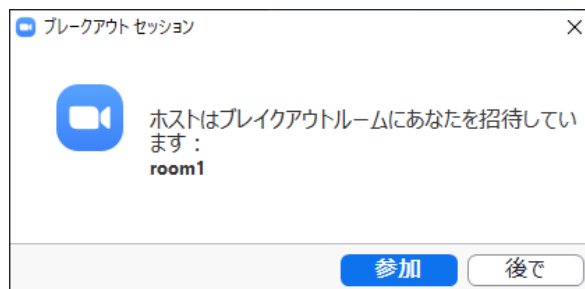 ブレークアウト セッション
ホストはブレイクアウトルームにあなたを招待してい
ます：
room1
参加
後で